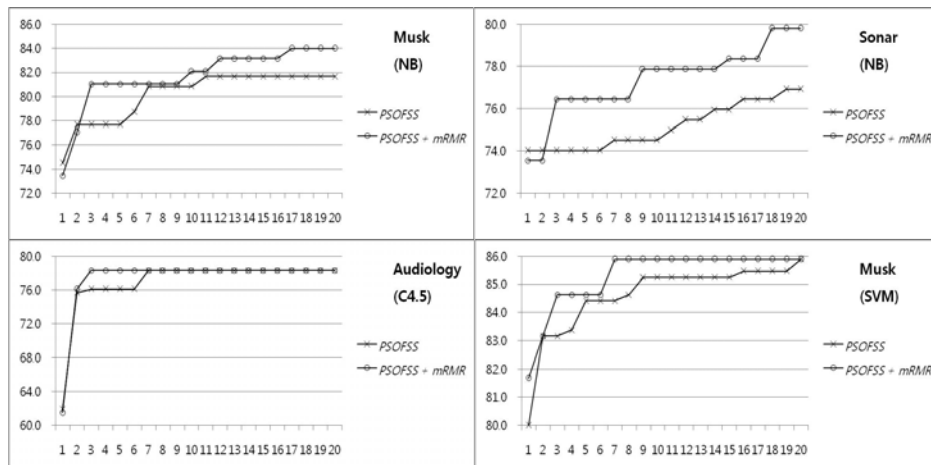 86.0
84.0
82.0
80.0
78.0
76.0
74.0
72.0
1 2 3 4 5 6 7 8 9 10 11 12 13 14 15 16 17 18 19 20
Musk
(NB)
PSOFSS
PSOFSS + mRMR
80.0
78.0
76.0
74.0
72.0
1 2 3 4 5 6 7 8 9 10 11 12 13 14 15 16 17 18 19 20
Sonar
(NB)
PSOFSS
PSOFSS + mRMR
80.0
76.0
72.0
68.0
64.0
60.0
1 2 3 4 5 6 7 8 9 10 11 12 13 14 15 16 17 18 19 20
Audiology
(C4.5)
PSOFSS
PSOFSS + mRMR
86.0
85.0
84.0
83.0
82.0
81.0
80.0
1 2 3 4 5 6 7 8 9 10 11 12 13 14 15 16 17 18 19 20
Musk
(SVM)
PSOFSS
PSOFSS + mRMR